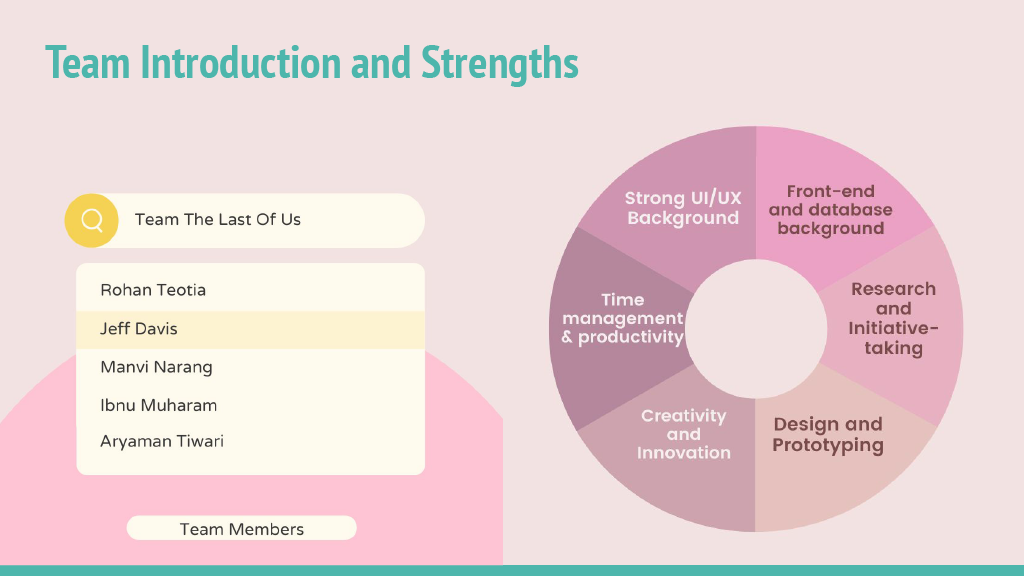 Team Introduction and Strengths
Team The Last Of Us
Rohan Teotia
Jeff Davis
Manvi Narang
Ibnu Muharam
Aryaman Tiwari
Team Members
Strong UI/UX
Background
Front-end
and database
background
Research
and
Initiative-
taking
Design and
Prototyping
Creativity
and
Innovation
Time
management
& productivity